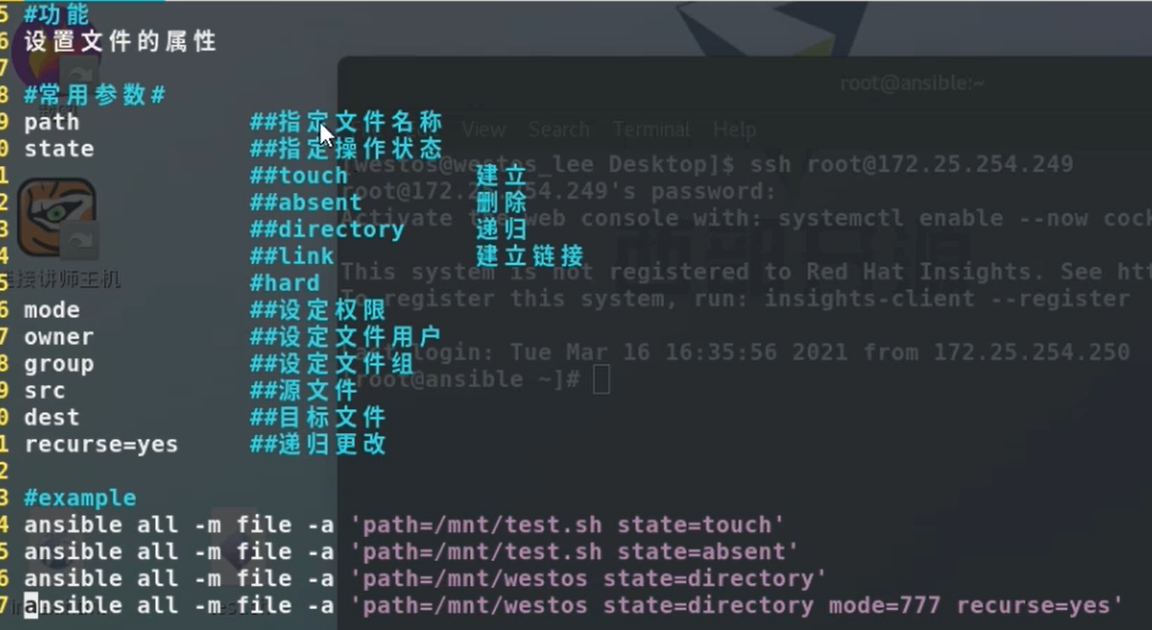 5 #功能
6 设置文件的属性
7
8 #常用参数#
9 path ##指定文件名称
0 state ##指定操作状态
1 ##touch 建立
2 ##absent 删除
3 ##directory 递归
4 ##link 建立链接
5 #hard
6 mode ##设定权限
7 owner ##设定文件用户
8 group ##设定文件组
9 src ##源文件
0 dest ##目标文件
1 recurse=yes ##递归更改
2
3 #example
4 ansible all -m file -a 'path=/mnt/test.sh state=touch'
5 ansible all -m file -a 'path=/mnt/test.sh state=absent'
6 ansible all -m file -a 'path=/mnt/westos state=directory'
7 ansible all -m file -a 'path=/mnt/westos state=directory mode=777 recurse=yes'
root@ansible:~
View Search Terminal Help
westos@westos_lee Desktop]$ ssh root@172.25.254.249
root@172.25.254.249's password:
Activate the web console with: systemctl enable --now cock
This system is not registered to Red Hat Insights. See htt
To register this system, run: insights-client --register
Last login: Tue Mar 16 16:35:56 2021 from 172.25.254.250
root@ansible ~]#
接讲师主机